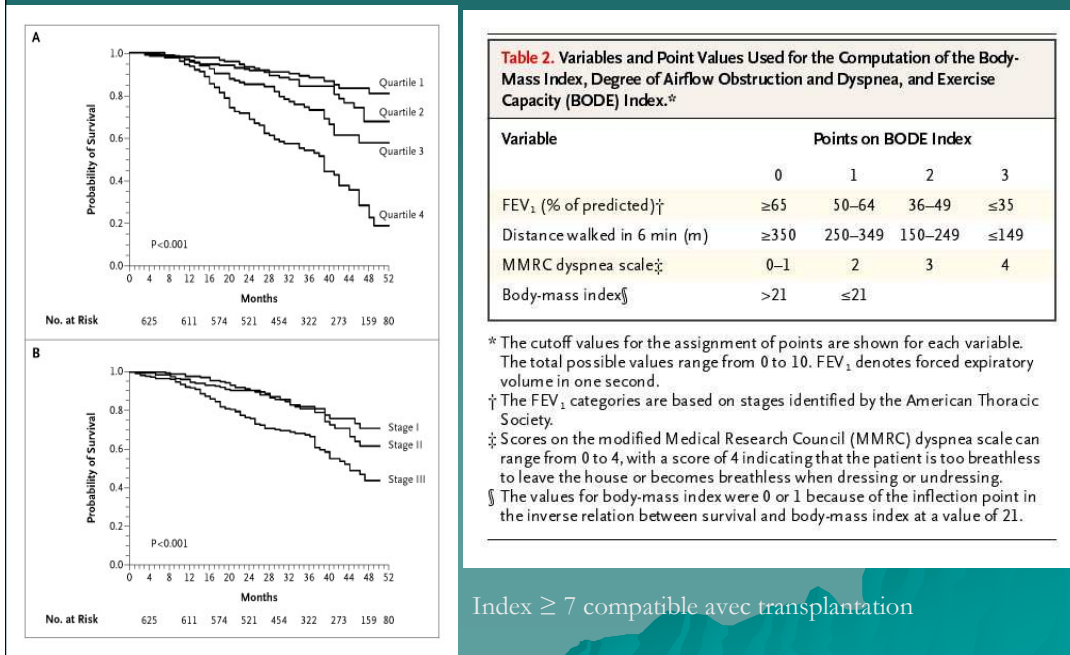 A
Probability of Survival
1.0
0.8
0.6
0.4
0.2
0.0
Quartile 1
Quartile 2
Quartile 3
Quartile 4
P<0.001
0 4 8 12 16 20 24 28 32 36 40 44 48 52
Months
No. at Risk 625 611 574 521 454 322 273 159 80
B
Probability of Survival
1.0
0.8
0.6
0.4
0.2
0.0
Stage I
Stage II
Stage III
P<0.001
0 4 8 12 16 20 24 28 32 36 40 44 48 52
Months
No. at Risk 625 611 574 521 454 322 273 159 80
Table 2. Variables and Point Values Used for the Computation of the Body-
Mass Index, Degree of Airflow Obstruction and Dyspnea, and Exercise
Capacity (BODE) Index.*
Variable Points on BODE Index
0 1 2 3
FEV₁ (% of predicted)† ≥65 50–64 36–49 ≤35
Distance walked in 6 min (m) ≥350 250–349 150–249 ≤149
MMRC dyspnea scale‡ 0–1 2 3 4
Body-mass index§ >21 ≤21
* The cutoff values for the assignment of points are shown for each variable.
The total possible values range from 0 to 10. FEV₁ denotes forced expiratory
volume in one second.
† The FEV₁ categories are based on stages identified by the American Thoracic
Society.
‡ Scores on the modified Medical Research Council (MMRC) dyspnea scale can
range from 0 to 4, with a score of 4 indicating that the patient is too breathless
to leave the house or becomes breathless when dressing or undressing.
§ The values for body-mass index were 0 or 1 because of the inflection point in
the inverse relation between survival and body-mass index at a value of 21.
Index ≥ 7 compatible avec transplantation